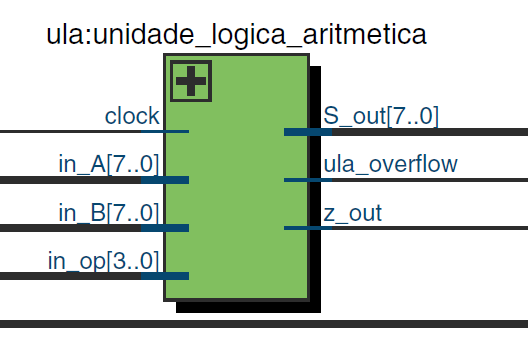 ula:unidade_logica_aritmetica
clock
in_A[7..0]
in_B[7..0]
in_op[3..0]
S_out[7..0]
ula_overflow
z_out